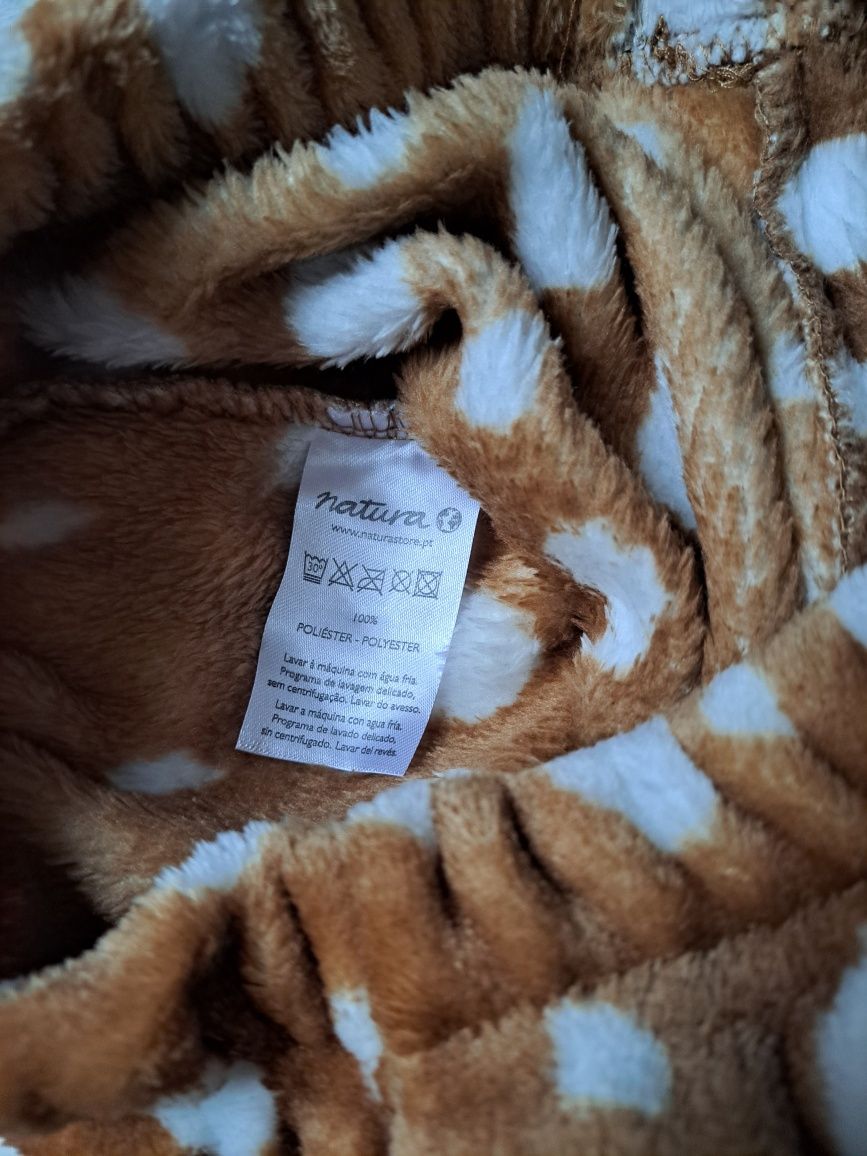 natura
www.naturastore.pt
30º
100%
POLIÉSTER - POLYESTER
Lavar à máquina com água fria.
Programa de lavagem delicado,
sem centrifugação. Lavar do avesso.
Lavar a máquina con agua fría.
Programa de lavado delicado,
sin centrifugado. Lavar del revés.